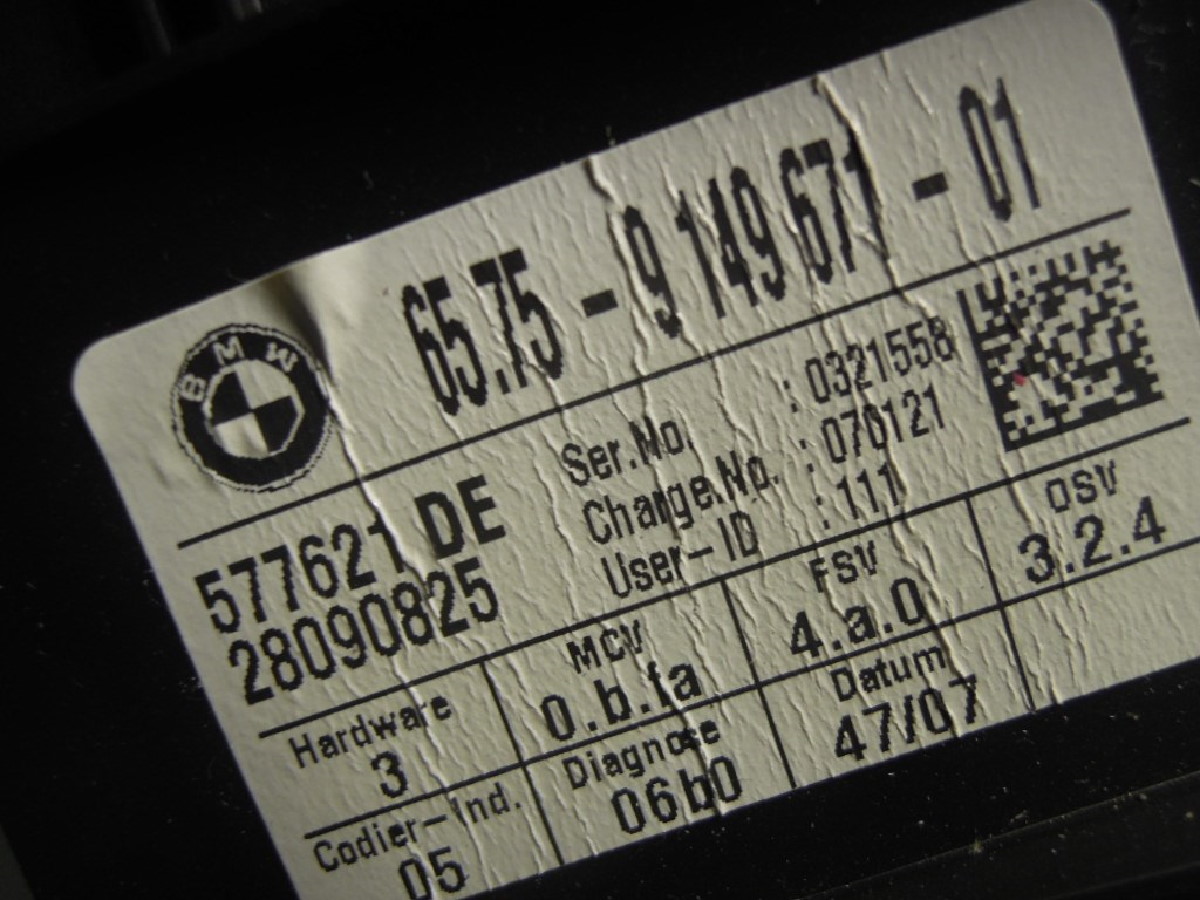 BMW
65.75 - 9 149 671 - 01
577621 DE
28090825
Ser.No. : 0321558
Charge.No. : 070121
User-ID : 111
Hardware
3
MCV
0.b.fa
FSV
4.a.0
OSV
3.2.4
Codier-Ind.
05
Diagnose
06b0
Datum
47/07